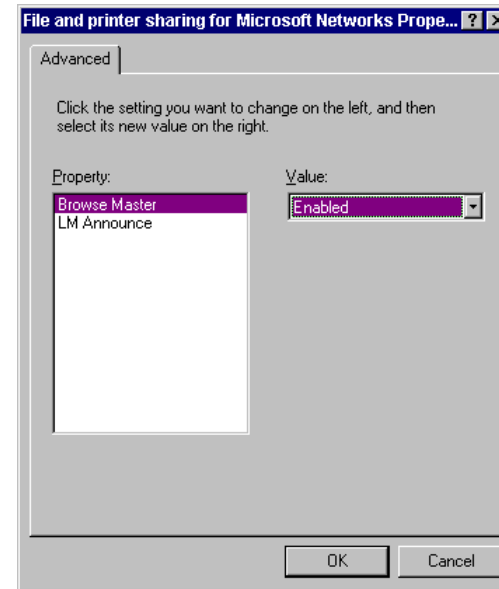 File and printer sharing for Microsoft Networks Prope...
Advanced
Click the setting you want to change on the left, and then
select its new value on the right.
Property:
Value:
Browse Master
Enabled
LM Announce
OK
Cancel